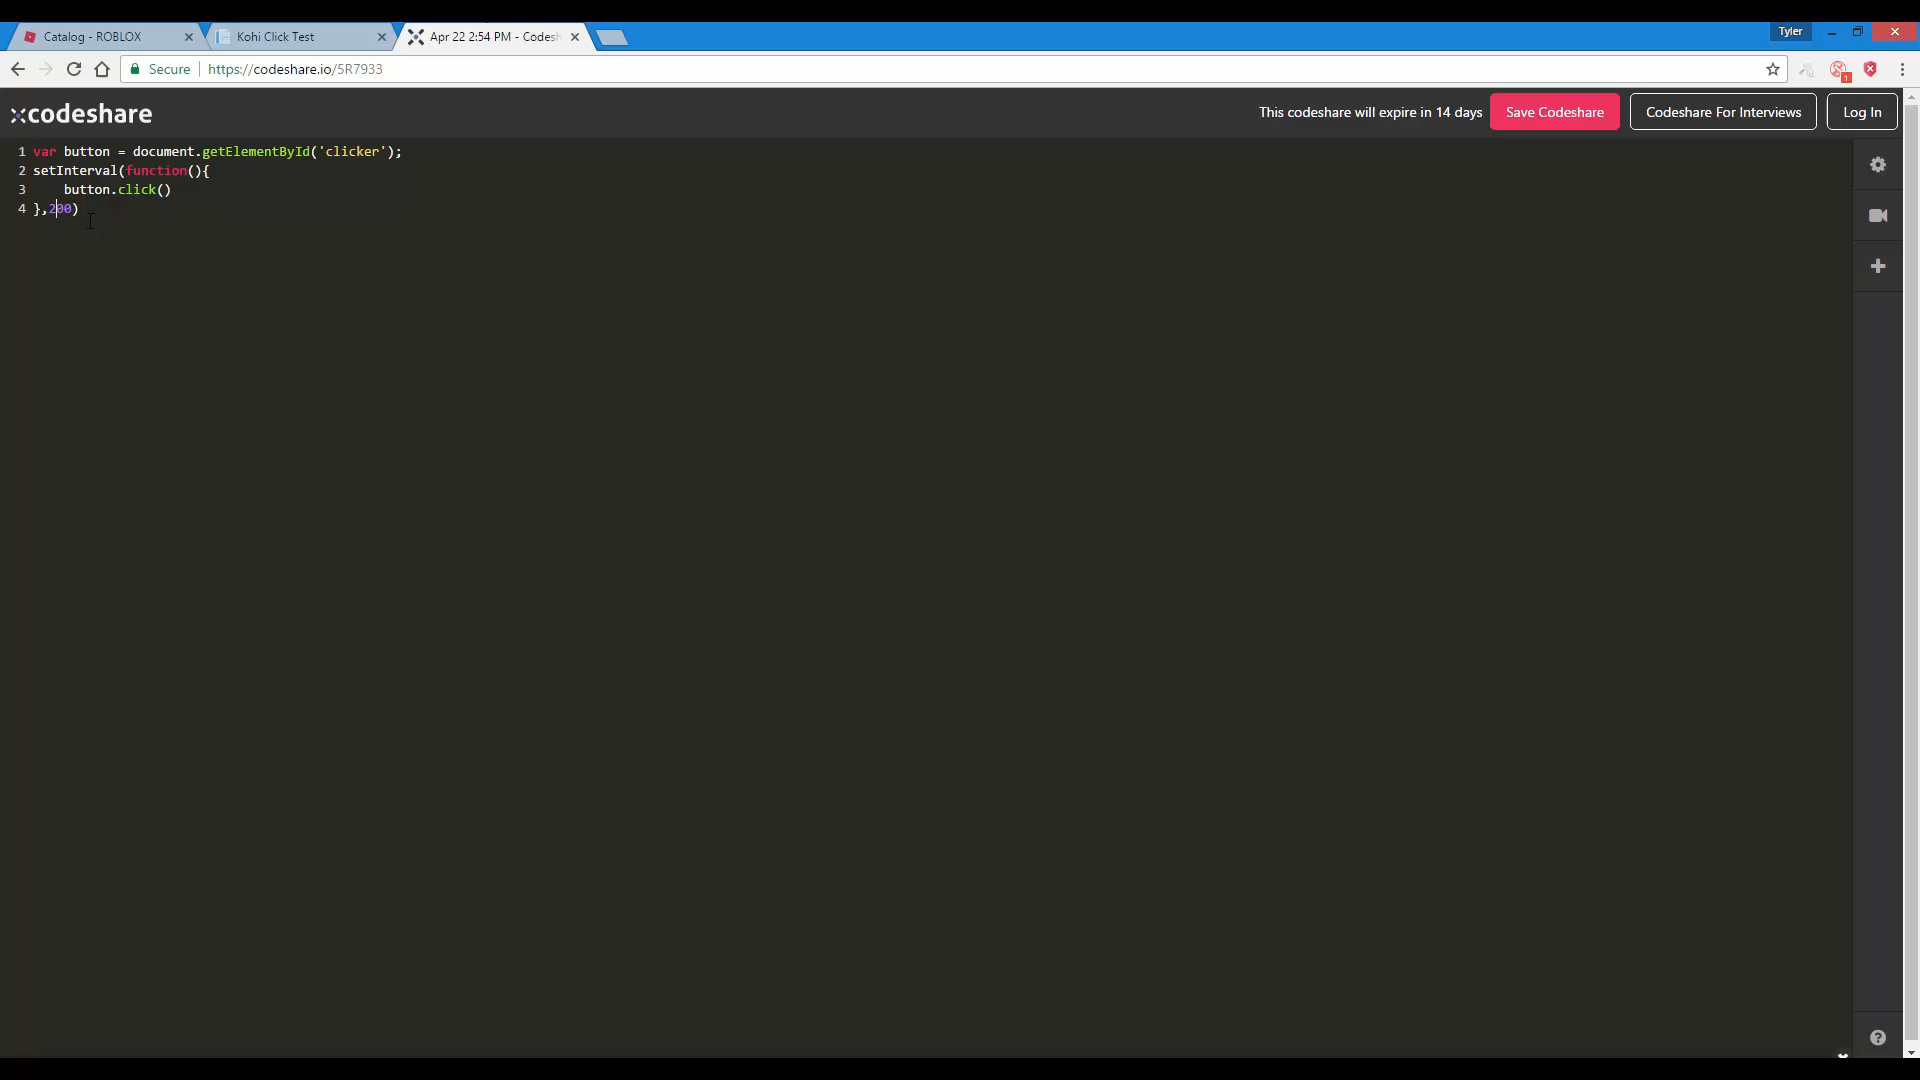 Catalog - ROBLOX
Kohi Click Test
Apr 22 2:54 PM - Codesh
Tyler
Secure
https://codeshare.io/5R7933
1
codeshare
This codeshare will expire in 14 days
Save Codeshare
Codeshare For Interviews
Log In
1 var button = document.getElementById('clicker');
2 setInterval(function(){
3 button.click()
4 },200)